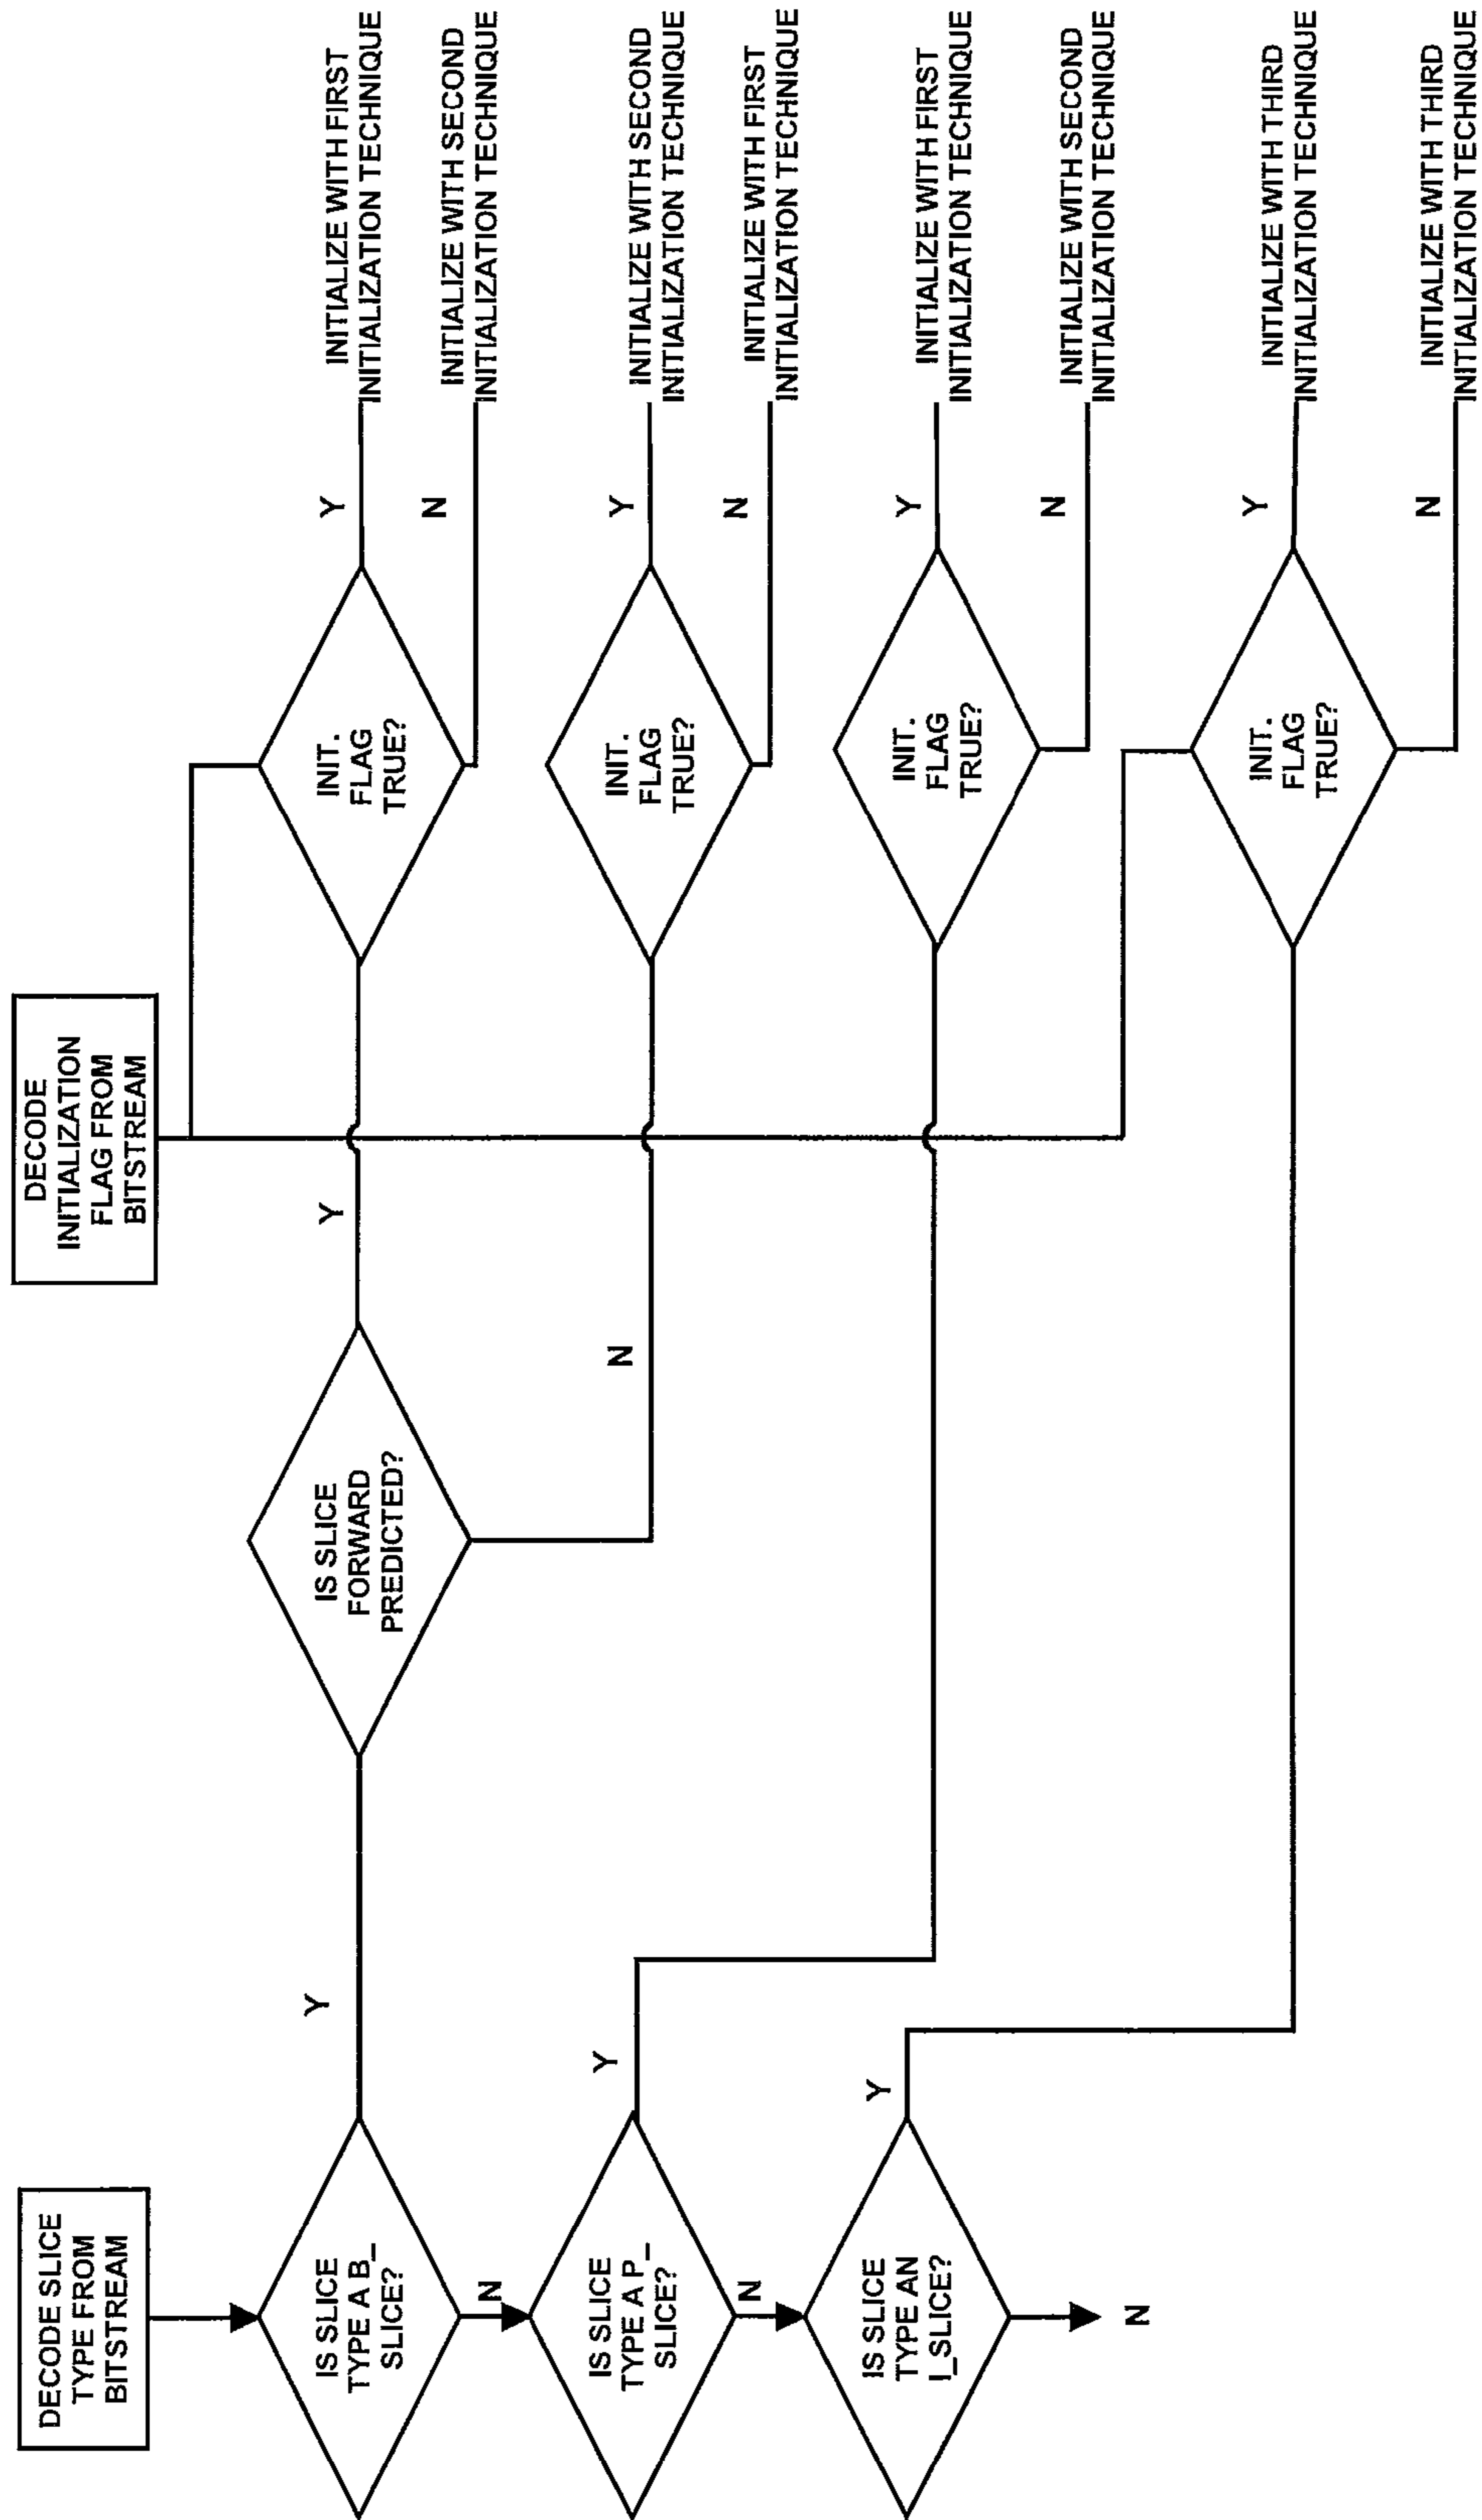 DECODE SLICE
TYPE FROM
BITSTREAM
DECODE
INITIALIZATION
FLAG FROM
BITSTREAM
IS SLICE
TYPE A B_
SLICE?
Y
N
IS SLICE
FORWARD
PREDICTED?
Y
N
INIT.
FLAG
TRUE?
Y
INITIALIZE WITH FIRST
INITIALIZATION TECHNIQUE
N
INITIALIZE WITH SECOND
INITIALIZATION TECHNIQUE
INIT.
FLAG
TRUE?
Y
INITIALIZE WITH SECOND
INITIALIZATION TECHNIQUE
N
INITIALIZE WITH FIRST
INITIALIZATION TECHNIQUE
IS SLICE
TYPE A P_
SLICE?
Y
N
INIT.
FLAG
TRUE?
Y
INITIALIZE WITH FIRST
INITIALIZATION TECHNIQUE
N
INITIALIZE WITH SECOND
INITIALIZATION TECHNIQUE
IS SLICE
TYPE AN
I_SLICE?
Y
N
INIT.
FLAG
TRUE?
Y
INITIALIZE WITH THIRD
INITIALIZATION TECHNIQUE
N
INITIALIZE WITH THIRD
INITIALIZATION TECHNIQUE